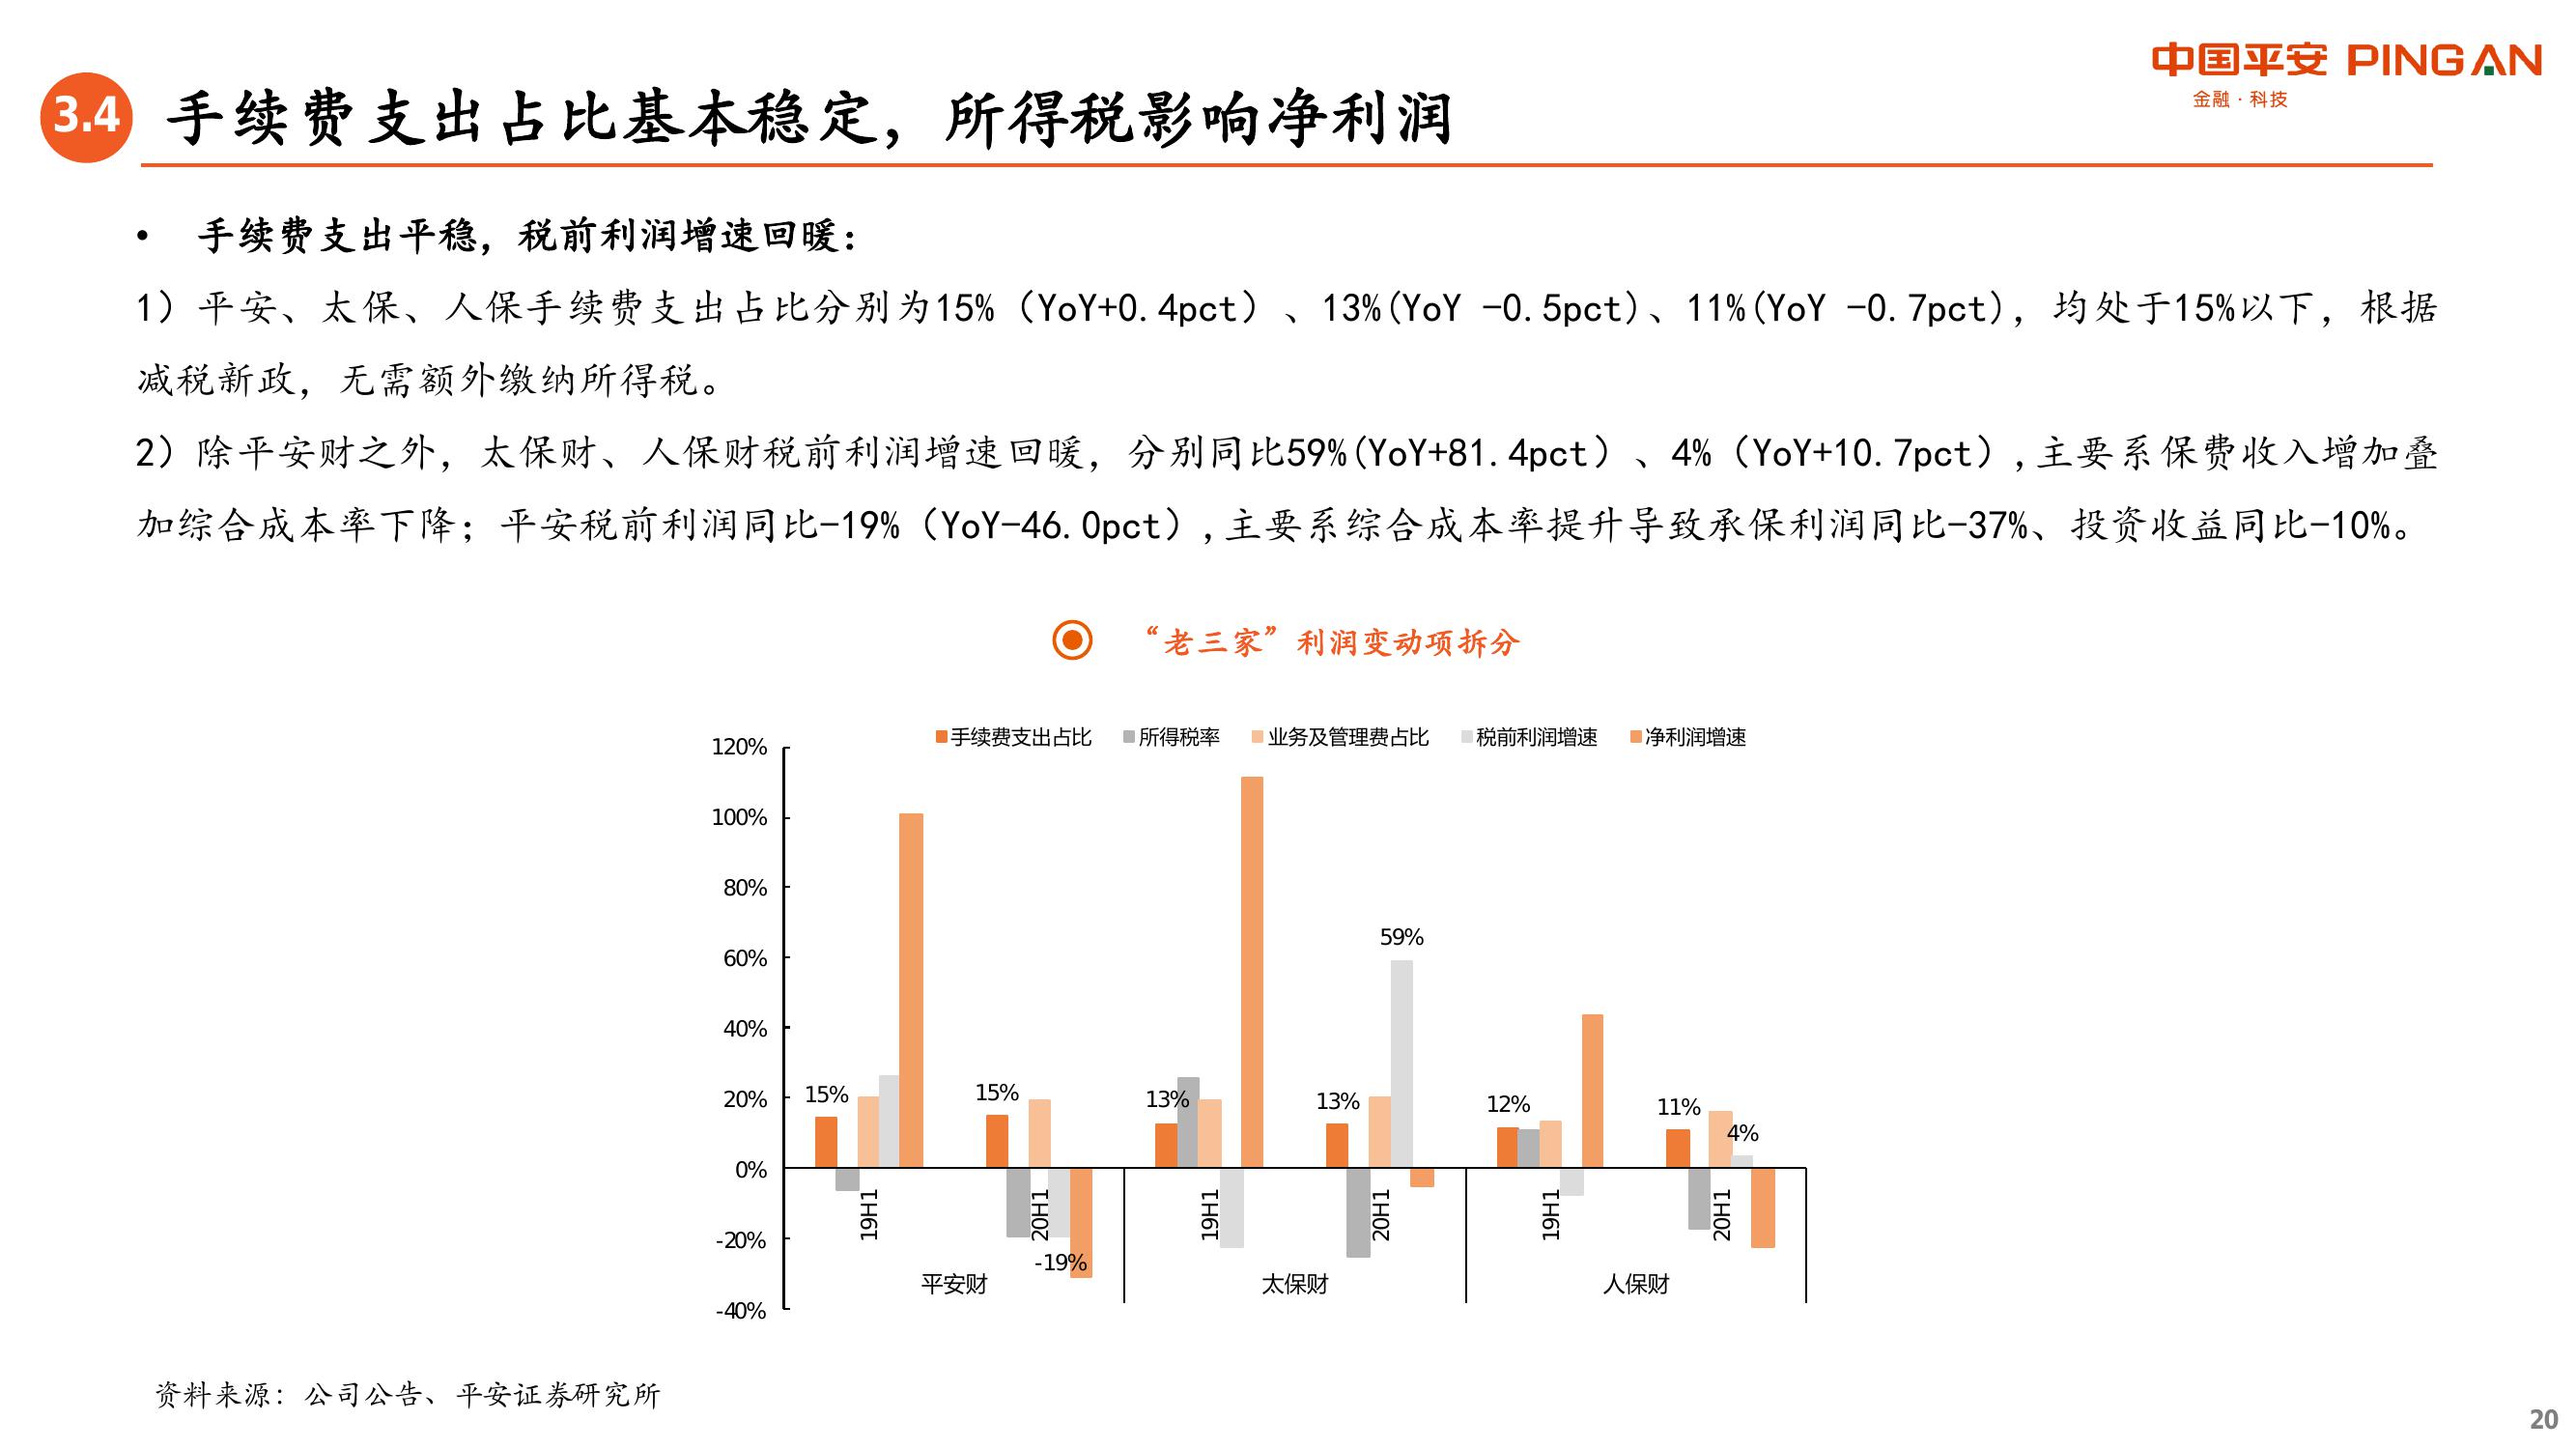 中国平安 PINGAN
金融·科技
3.4 手续费支出占比基本稳定，所得税影响净利润
• 手续费支出平稳，税前利润增速回暖：
1）平安、太保、人保手续费支出占比分别为15%（YoY+0.4pct）、13%(YoY -0.5pct)、11%(YoY -0.7pct)，均处于15%以下，根据
减税新政，无需额外缴纳所得税。
2）除平安财之外，太保财、人保财税前利润增速回暖，分别同比59%(YoY+81.4pct）、4%（YoY+10.7pct）,主要系保费收入增加叠
加综合成本率下降；平安税前利润同比-19%（YoY-46.0pct）,主要系综合成本率提升导致承保利润同比-37%、投资收益同比-10%。
“老三家”利润变动项拆分
手续费支出占比 所得税率 业务及管理费占比 税前利润增速 净利润增速
120%
100%
80%
60%
40%
20%
0%
-20%
-40%
15% 15% 13% 13% 59% 12% 11% 4%
-19%
19H1 20H1 19H1 20H1 19H1 20H1
平安财 太保财 人保财
资料来源：公司公告、平安证券研究所
20